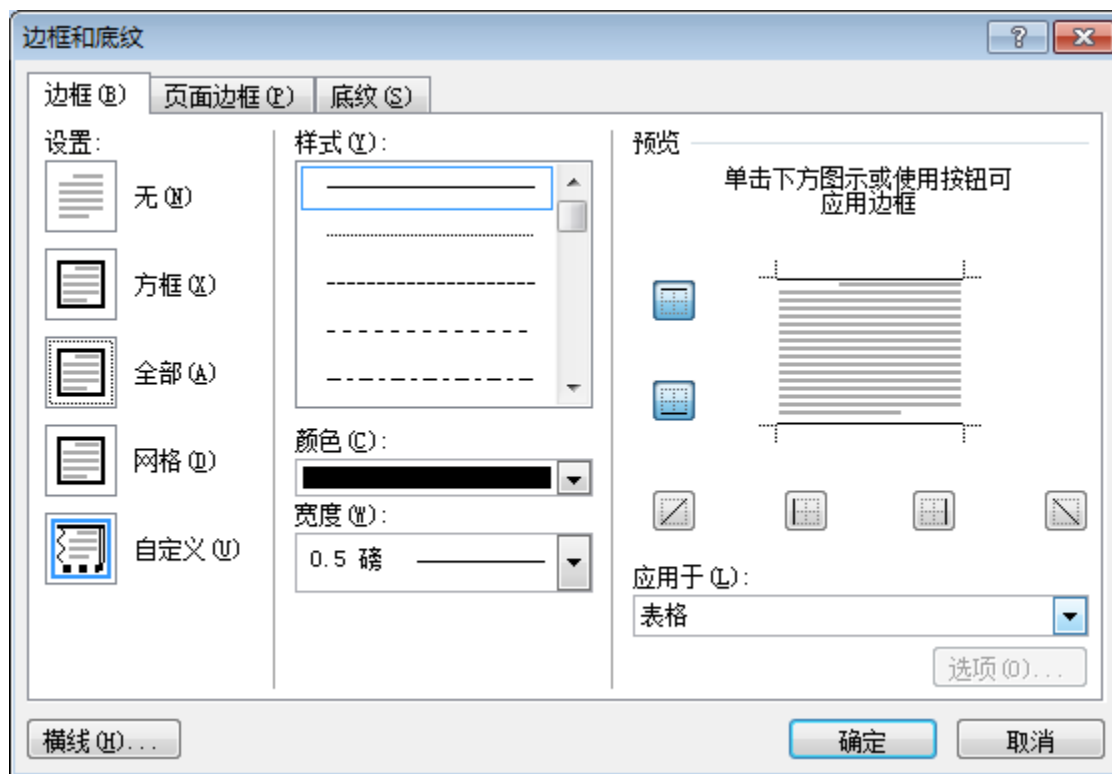 边框和底纹
边框(B)
页面边框(P)
底纹(S)
设置:
无(N)
方框(X)
全部(A)
网格(D)
自定义(U)
样式(Y):
颜色(C):
宽度(W):
0.5 磅
预览
单击下方图示或使用按钮可
应用边框
应用于(L):
表格
选项(O)...
横线(H)...
确定
取消